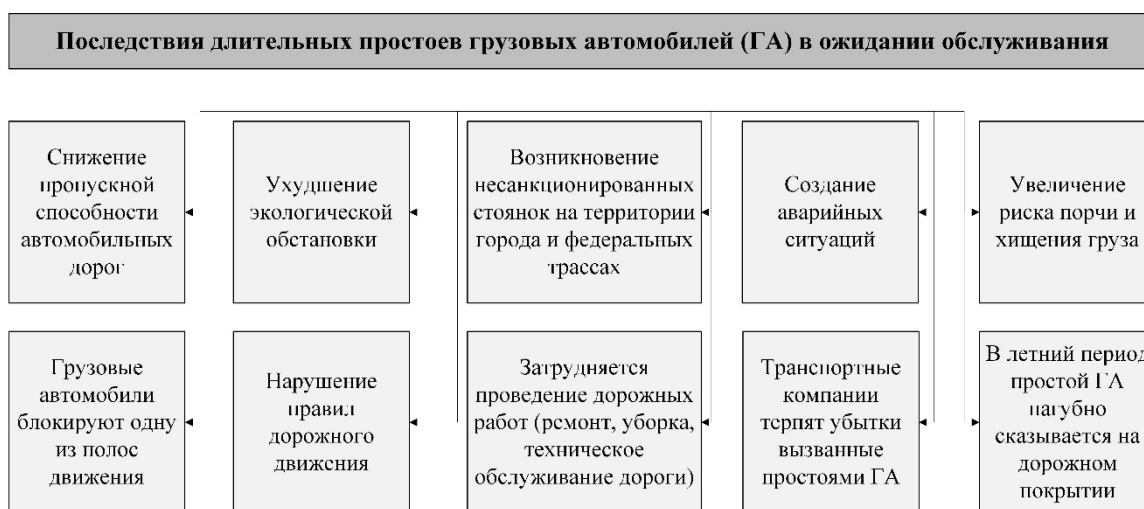 Последствия длительных простоев грузовых автомобилей (ГА) в ожидании обслуживания
Снижение
пропускной
способности
автомобильных
дорог
Ухудшение
экологической
обстановки
Возникновение
несанкционированных
стоянок на территории
города и федеральных
трассах
Создание
аварийных
ситуаций
Увеличение
риска порчи и
хищения груза
Грузовые
автомобили
блокируют одну
из полос
движения
Нарушение
правил
дорожного
движения
Затрудняется
проведение дорожных
работ (ремонт, уборка,
техническое
обслуживание дороги)
Транспортные
компании
терпят убытки
вызванные
простоями ГА
В летний период
простой ГА
пагубно
сказывается на
дорожном
покрытии